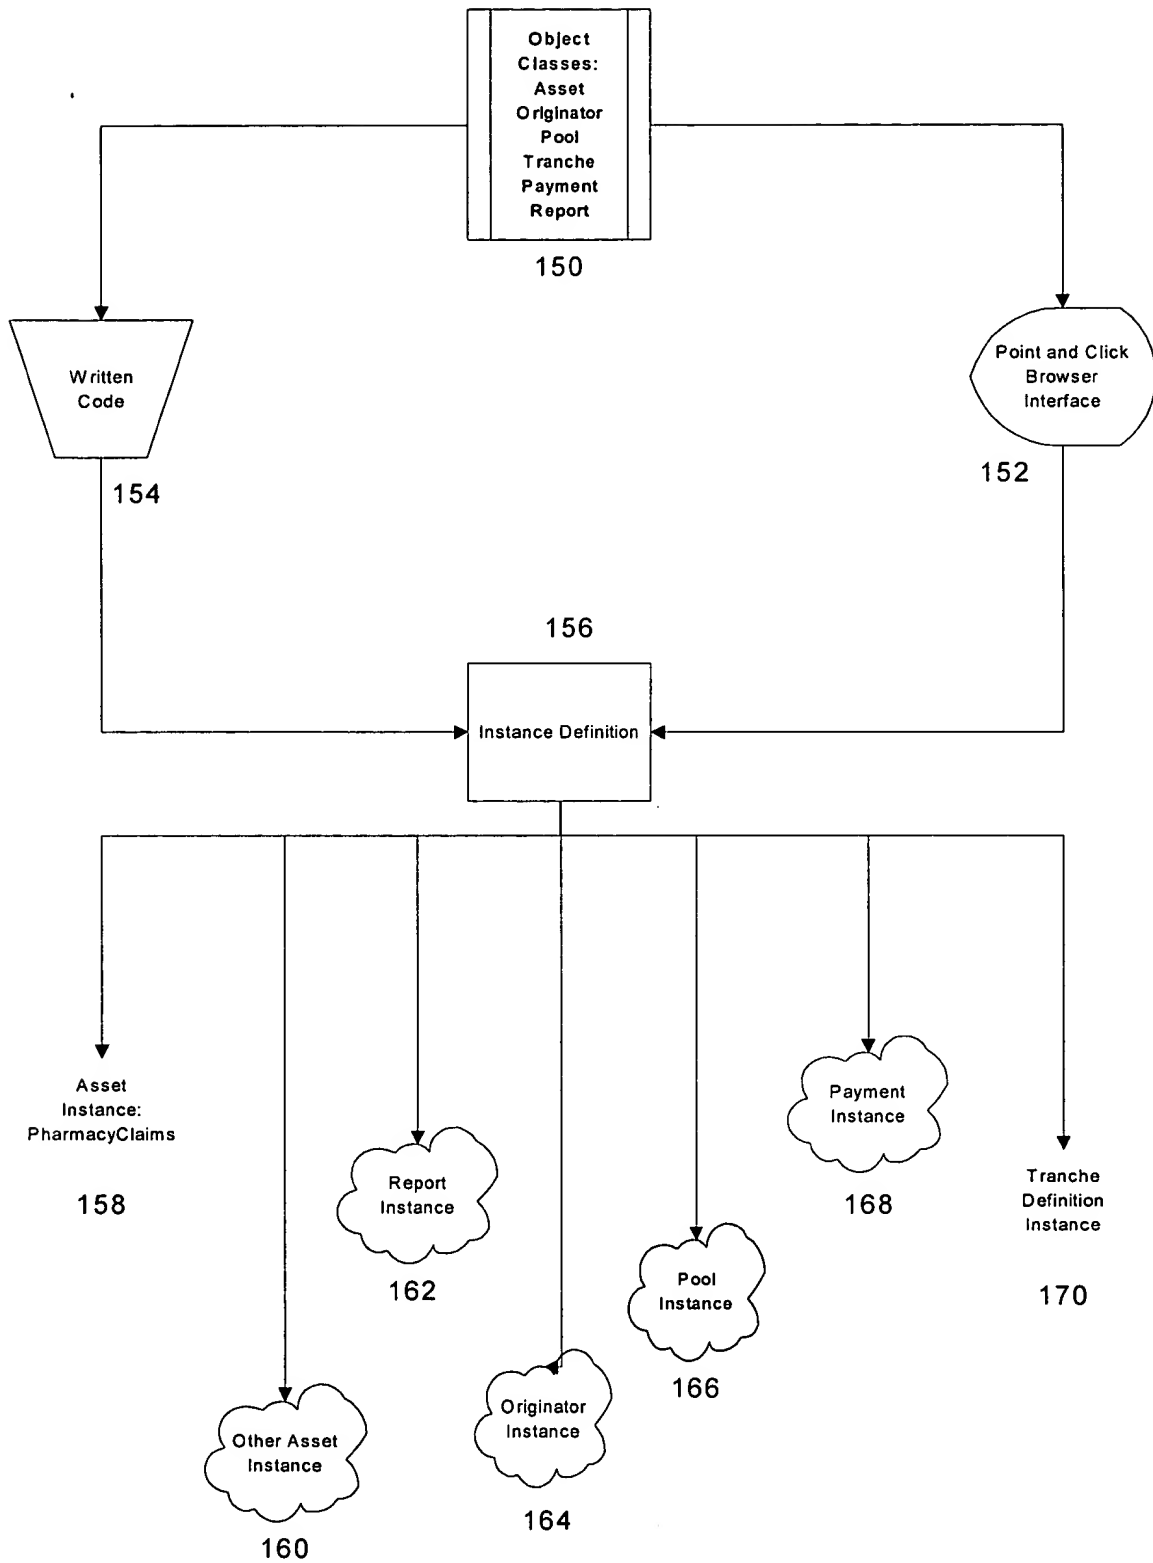 Object
Classes:
Asset
Originator
Pool
Tranche
Payment
Report
150
Written
Code
154
Point and Click
Browser
Interface
152
156
Instance Definition
Asset
Instance:
PharmacyClaims
158
Other Asset
Instance
160
Report
Instance
162
Originator
Instance
164
Pool
Instance
166
Payment
Instance
168
Tranche
Definition
Instance
170